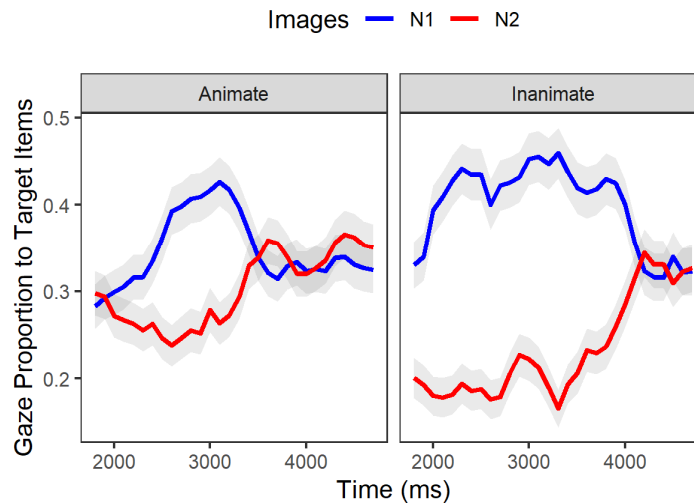 Images N1 N2
Animate Inanimate
Gaze Proportion to Target Items
0.5
0.4
0.3
0.2
2000 3000 4000 2000 3000 4000
Time (ms)